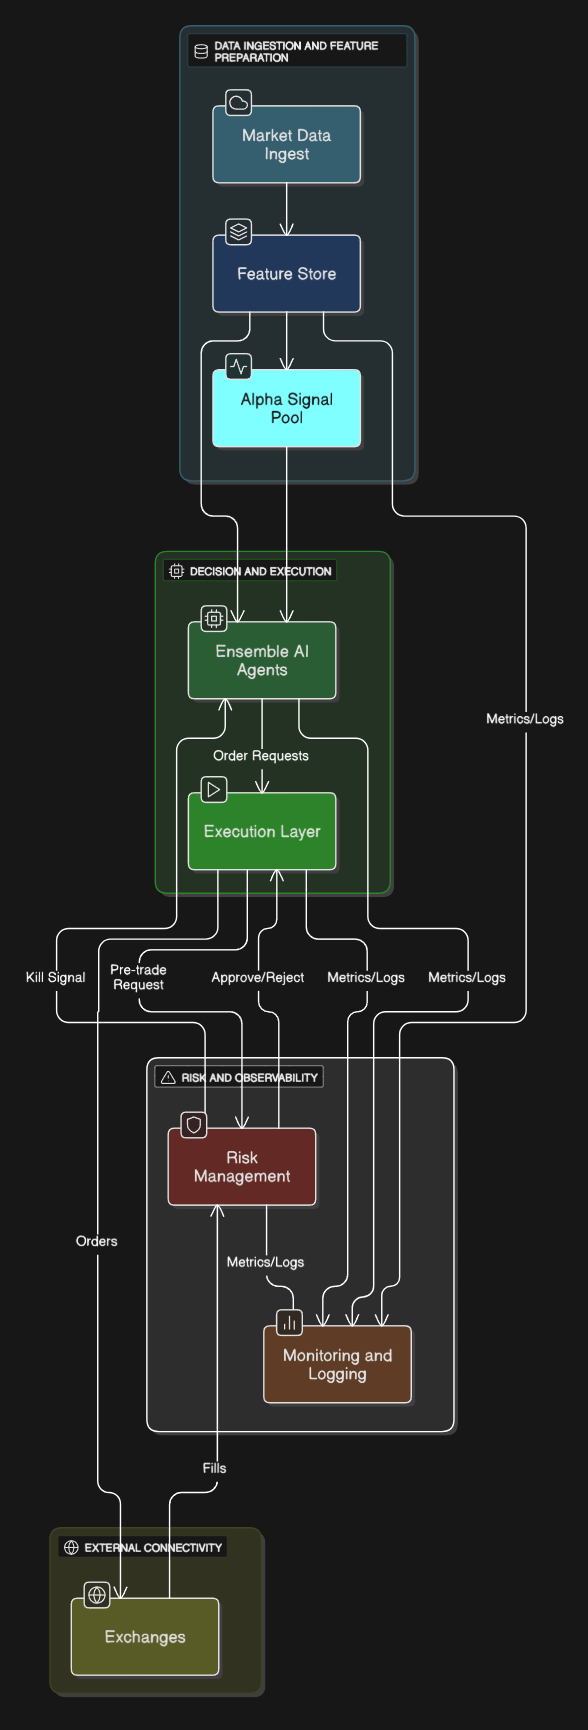 DATA INGESTION AND FEATURE
PREPARATION
Market Data
Ingest
Feature Store
Alpha Signal
Pool
DECISION AND EXECUTION
Ensemble AI
Agents
Metrics/Logs
Order Requests
Execution Layer
Kill Signal
Pre-trade
Request
Approve/Reject
Metrics/Logs
Metrics/Logs
RISK AND OBSERVABILITY
Risk
Management
Orders
Metrics/Logs
Monitoring and
Logging
Fills
EXTERNAL CONNECTIVITY
Exchanges